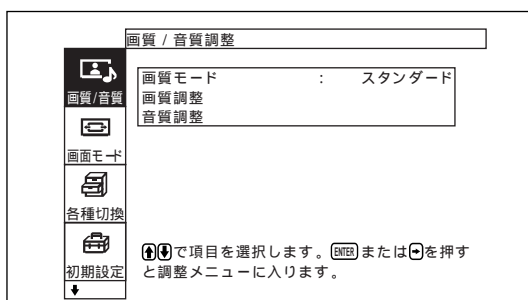 画質 / 音質調整
画質/音質
画面モード
各種切換
初期設定
画質モード : スタンダード
画質調整
音質調整
で項目を選択します。ENTERまたは を押す
と調整メニューに入ります。